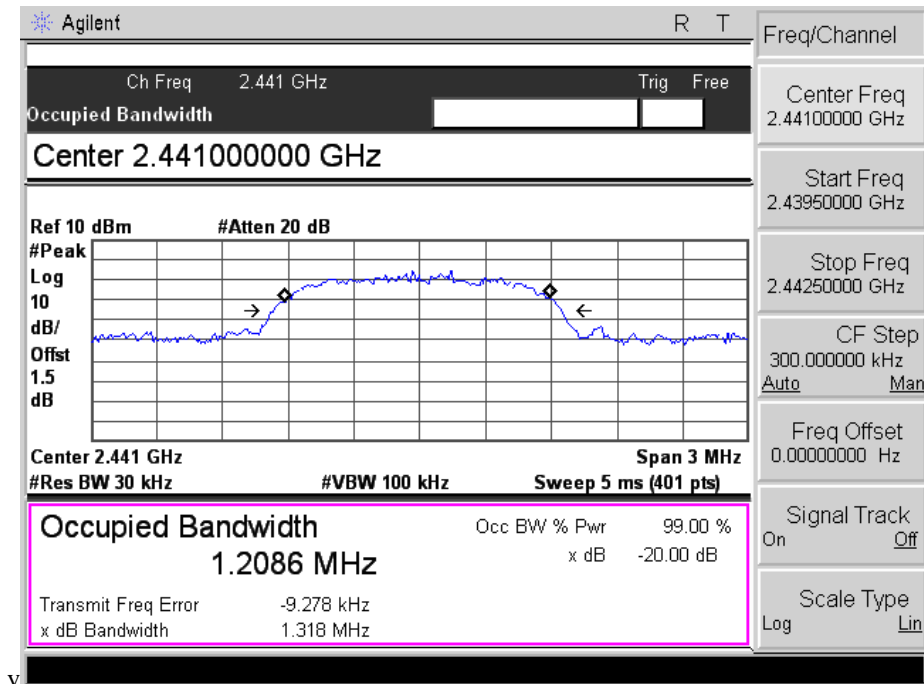 Agilent R T
Freq/Channel
Ch Freq 2.441 GHz Trig Free
Occupied Bandwidth
Center 2.441000000 GHz
Center Freq
2.44100000 GHz
Start Freq
2.43950000 GHz
Stop Freq
2.44250000 GHz
CF Step
300.000000 kHz
Auto Man
Freq Offset
0.00000000 Hz
Signal Track
On Off
Scale Type
Log Lin
Ref 10 dBm #Atten 20 dB
#Peak
Log
10
dB/
Offst
1.5
dB
Center 2.441 GHz Span 3 MHz
#Res BW 30 kHz #VBW 100 kHz Sweep 5 ms (401 pts)
Occupied Bandwidth Occ BW % Pwr 99.00 %
1.2086 MHz x dB -20.00 dB
Transmit Freq Error -9.278 kHz
x dB Bandwidth 1.318 MHz
v